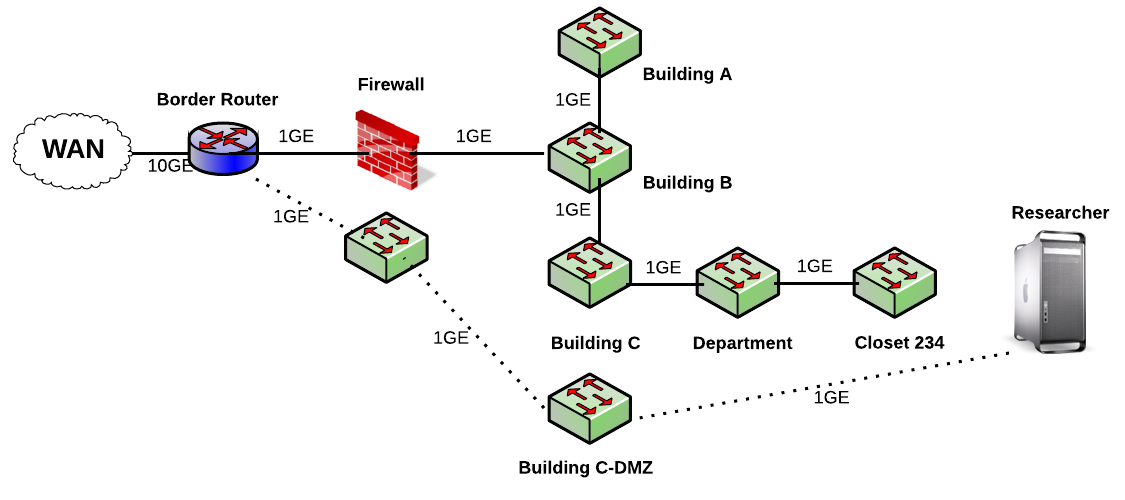 Building A
Firewall
Border Router
1GE
1GE
1GE
WAN
10GE
Building B
1GE
1GE
Researcher
1GE
1GE
1GE
Building C
Department
Closet 234
1GE
Building C-DMZ